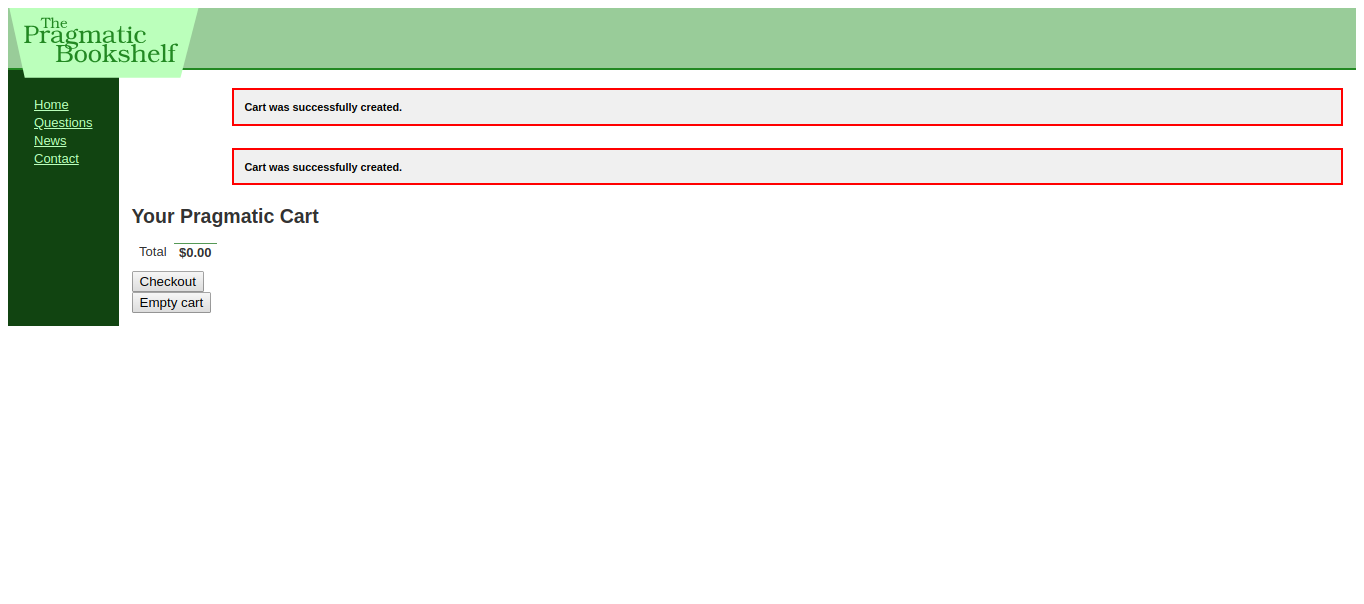 The
Pragmatic
Bookshelf
Home
Questions
News
Contact
Cart was successfully created.
Cart was successfully created.
Your Pragmatic Cart
Total $0.00
Checkout
Empty cart